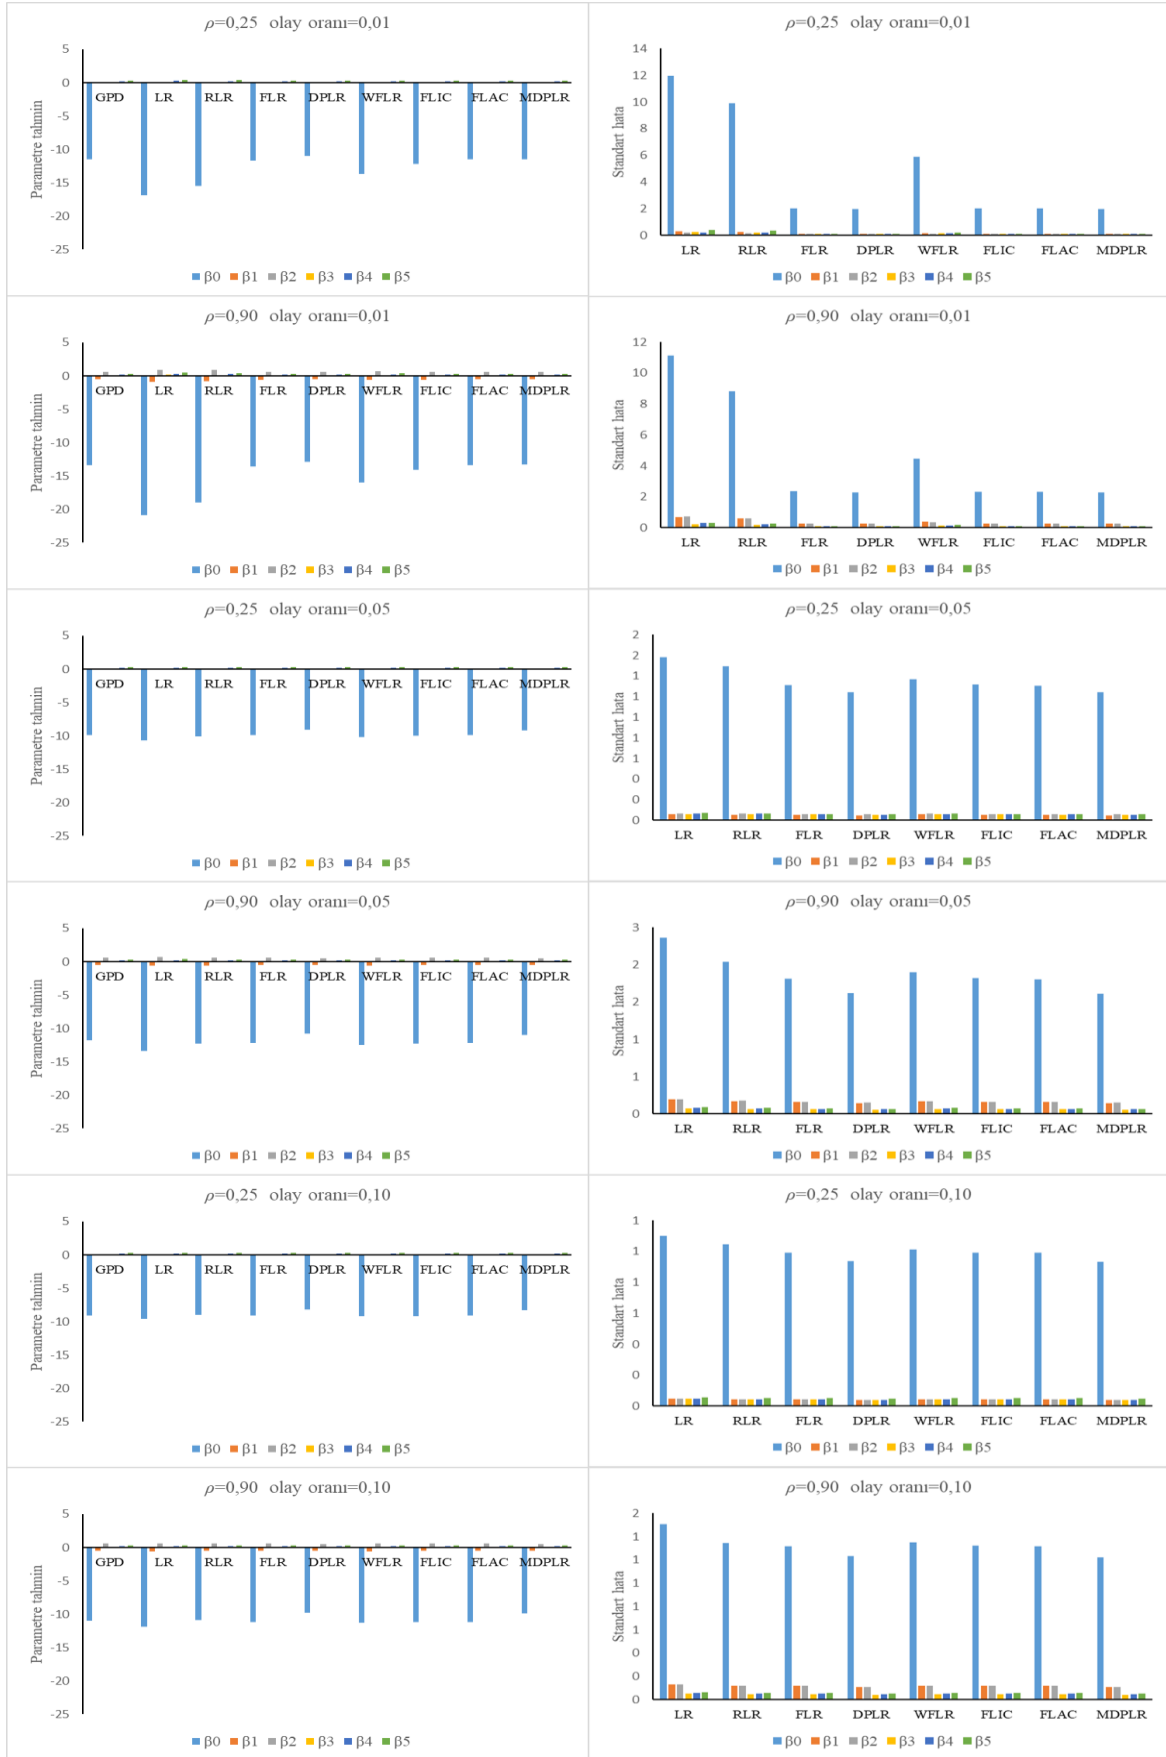 ρ=0,25 olay oranı=0,01
5
0
-5
-10
-15
-20
-25
Parametre tahmin
GPD LR RLR FLR DPLR WFLR FLIC FLAC MDPLR
β0 β1 β2 β3 β4 β5
ρ=0,25 olay oranı=0,01
14
12
10
8
6
4
2
0
Standart hata
LR RLR FLR DPLR WFLR FLIC FLAC MDPLR
β0 β1 β2 β3 β4 β5
ρ=0,90 olay oranı=0,01
5
0
-5
-10
-15
-20
-25
Parametre tahmin
GPD LR RLR FLR DPLR WFLR FLIC FLAC MDPLR
β0 β1 β2 β3 β4 β5
ρ=0,90 olay oranı=0,01
12
10
8
6
4
2
0
Standart hata
LR RLR FLR DPLR WFLR FLIC FLAC MDPLR
β0 β1 β2 β3 β4 β5
ρ=0,25 olay oranı=0,05
5
0
-5
-10
-15
-20
-25
Parametre tahmin
GPD LR RLR FLR DPLR WFLR FLIC FLAC MDPLR
β0 β1 β2 β3 β4 β5
ρ=0,25 olay oranı=0,05
2
2
1
1
1
1
1
0
0
0
Standart hata
LR RLR FLR DPLR WFLR FLIC FLAC MDPLR
β0 β1 β2 β3 β4 β5
ρ=0,90 olay oranı=0,05
5
0
-5
-10
-15
-20
-25
Parametre tahmin
GPD LR RLR FLR DPLR WFLR FLIC FLAC MDPLR
β0 β1 β2 β3 β4 β5
ρ=0,90 olay oranı=0,05
3
2
2
1
1
0
Standart hata
LR RLR FLR DPLR WFLR FLIC FLAC MDPLR
β0 β1 β2 β3 β4 β5
ρ=0,25 olay oranı=0,10
5
0
-5
-10
-15
-20
-25
Parametre tahmin
GPD LR RLR FLR DPLR WFLR FLIC FLAC MDPLR
β0 β1 β2 β3 β4 β5
ρ=0,25 olay oranı=0,10
1
1
1
1
0
0
0
Standart hata
LR RLR FLR DPLR WFLR FLIC FLAC MDPLR
β0 β1 β2 β3 β4 β5
ρ=0,90 olay oranı=0,10
5
0
-5
-10
-15
-20
-25
Parametre tahmin
GPD LR RLR FLR DPLR WFLR FLIC FLAC MDPLR
β0 β1 β2 β3 β4 β5
ρ=0,90 olay oranı=0,10
2
1
1
1
1
1
0
0
0
Standart hata
LR RLR FLR DPLR WFLR FLIC FLAC MDPLR
β0 β1 β2 β3 β4 β5